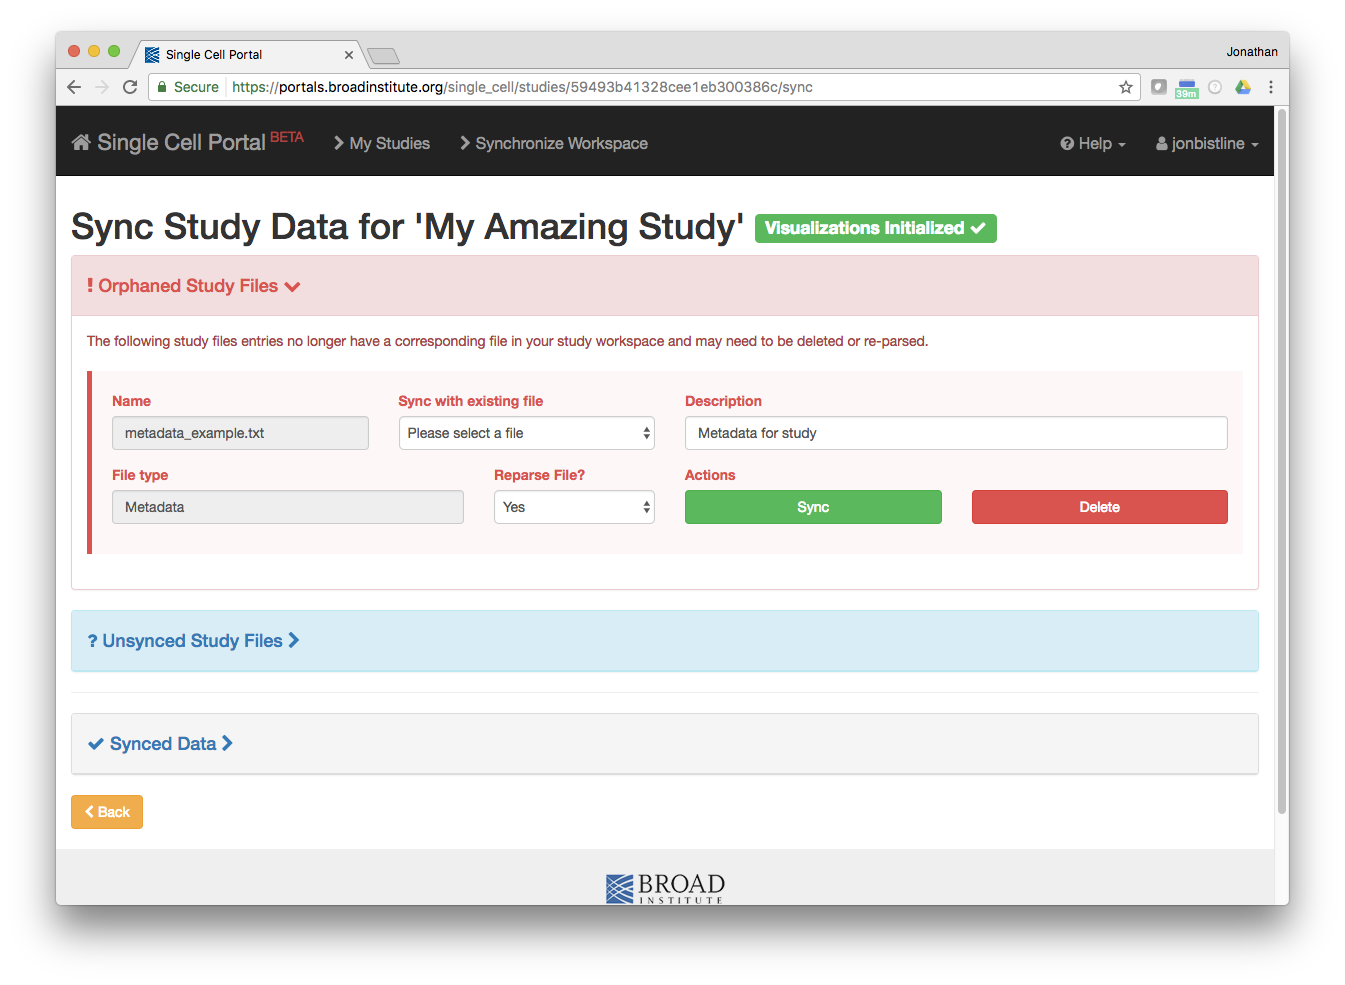 Single Cell Portal
Jonathan
Secure https://portals.broadinstitute.org/single_cell/studies/59493b41328cee1eb300386c/sync
39m
Single Cell Portal BETA My Studies Synchronize Workspace Help jonbistline
Sync Study Data for 'My Amazing Study' Visualizations Initialized
! Orphaned Study Files
The following study files entries no longer have a corresponding file in your study workspace and may need to be deleted or re-parsed.
Name Sync with existing file Description
metadata_example.txt Please select a file Metadata for study
File type Reparse File? Actions
Metadata Yes Sync Delete
? Unsynced Study Files
Synced Data
Back
BROAD
INSTITUTE